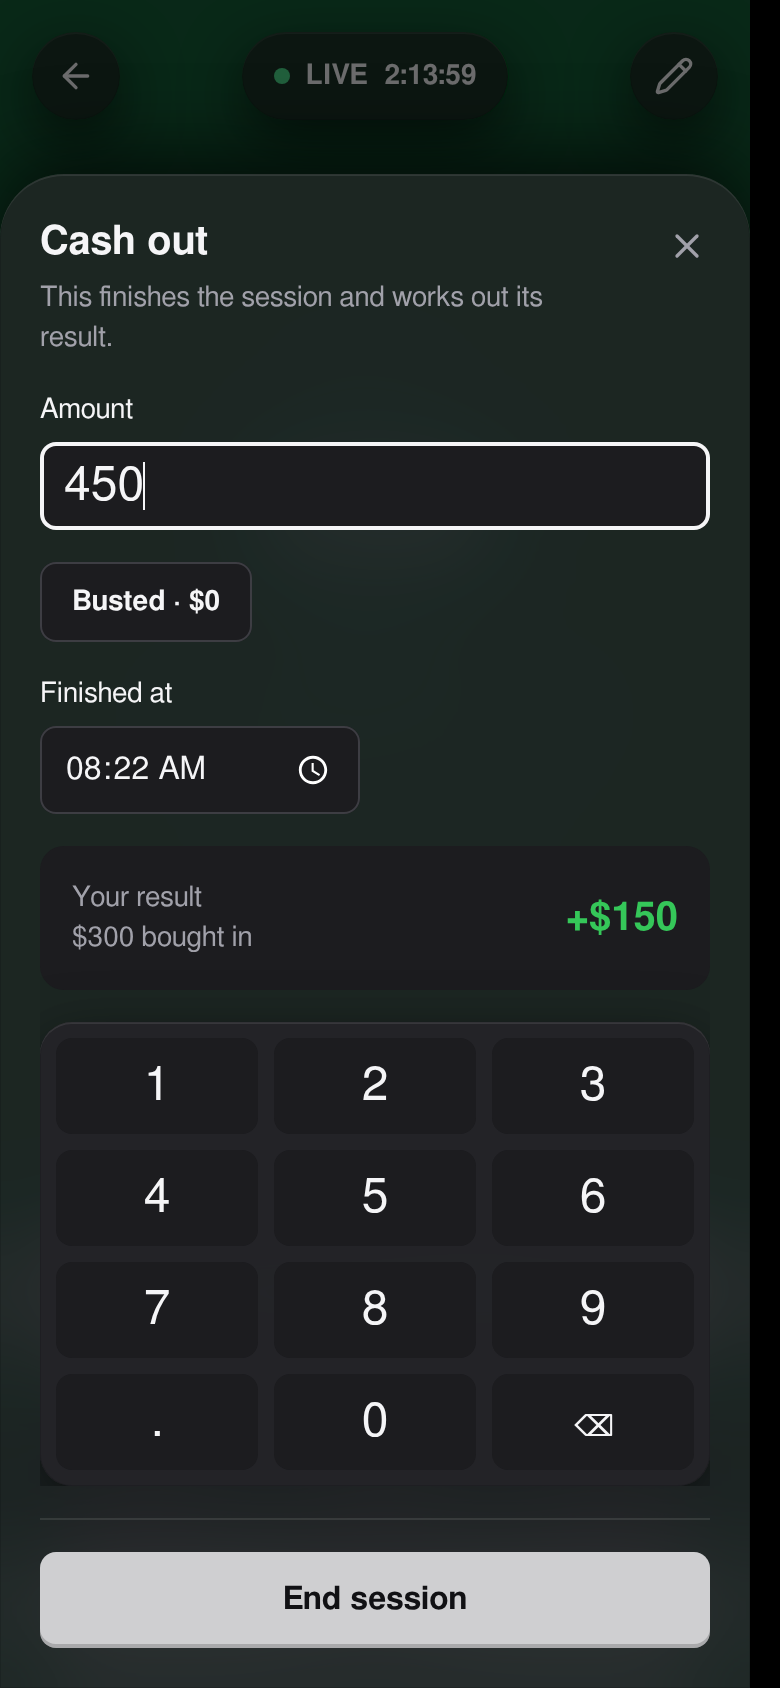 LIVE 2:13:59
Cash out
This finishes the session and works out its
result.
Amount
450
Busted · $0
Finished at
08:22 AM
Your result
$300 bought in
+$150
1 2 3
4 5 6
7 8 9
. 0 ⌫
End session